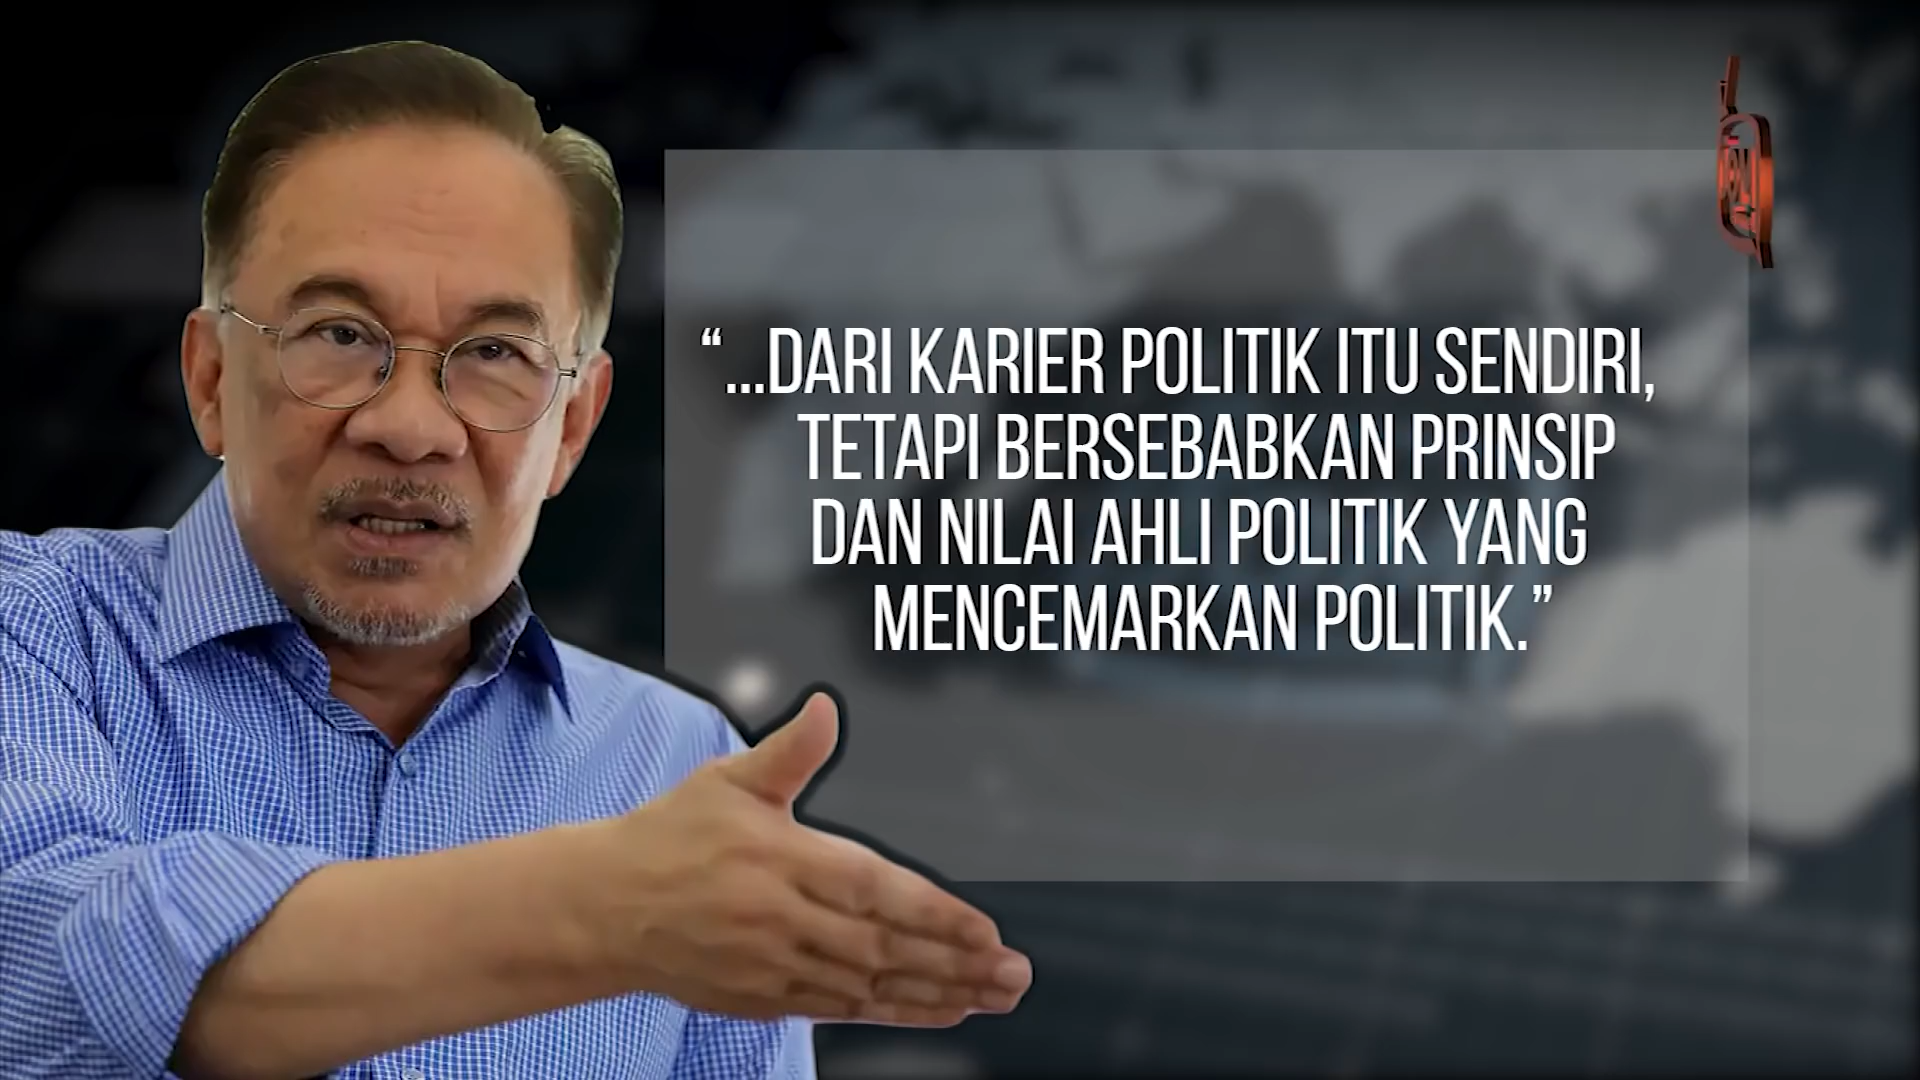 “...DARI KARIER POLITIK ITU SENDIRI,
TETAPI BERSEBABKAN PRINSIP
DAN NILAI AHLI POLITIK YANG
MENCEMARKAN POLITIK.”